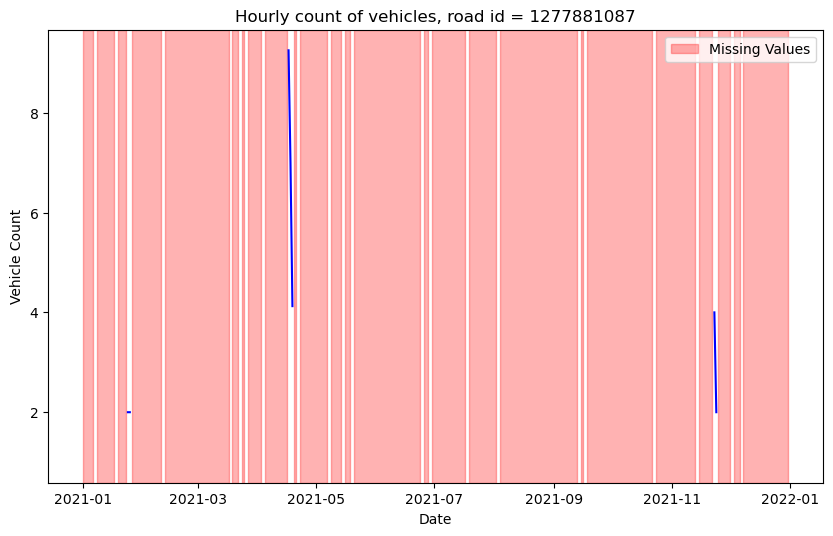 Hourly count of vehicles, road id = 1277881087
Missing Values
Vehicle Count
8
6
4
2
2021-01
2021-03
2021-05
2021-07
2021-09
2021-11
2022-01
Date